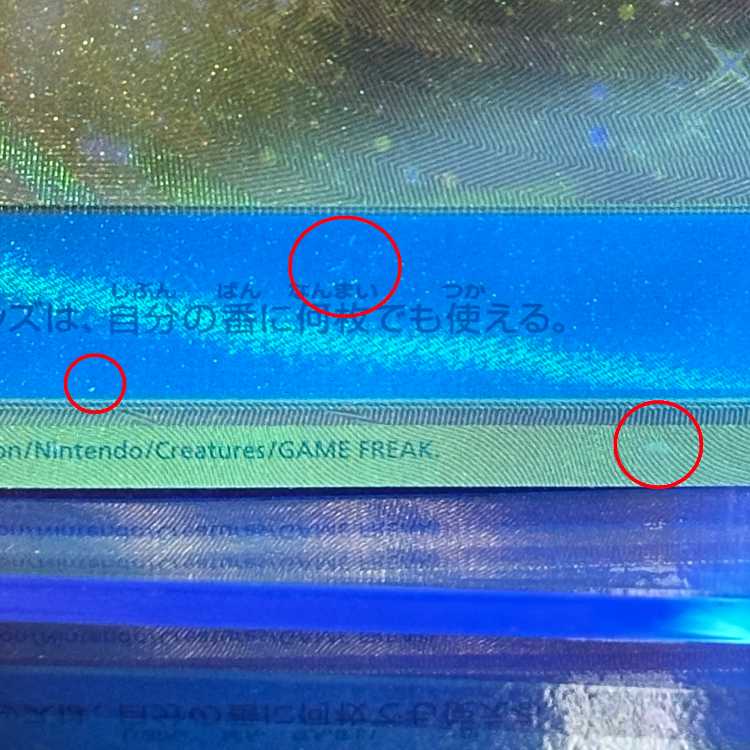 じぶん ばん なんまい つか
ズは、自分の番に何枚でも使える。
on/Nintendo/Creatures/GAME FREAK.